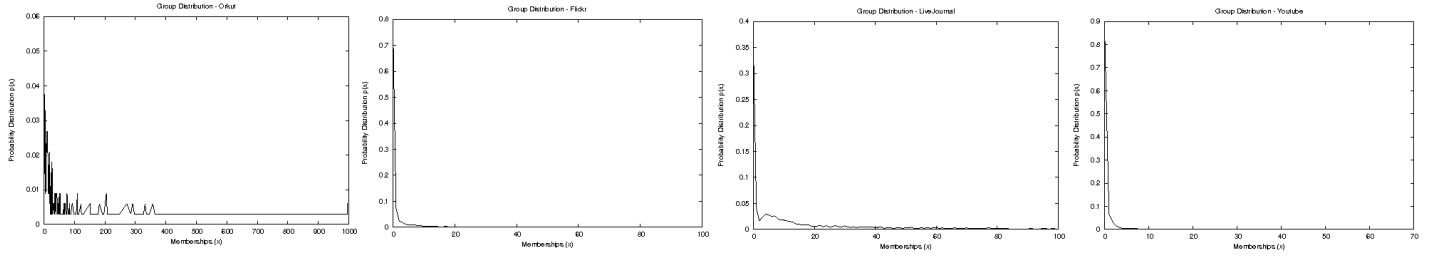 Group Distribution - Orkut
Probability Distribution p(x)
0.06
0.05
0.04
0.03
0.02
0.01
0
0 100 200 300 400 500 600 700 800 900 1000
Memberships (x)
Group Distribution - Flickr
Probability Distribution p(x)
0.8
0.7
0.6
0.5
0.4
0.3
0.2
0.1
0
0 20 40 60 80 100
Memberships (x)
Group Distribution - LiveJournal
Probability Distribution p(x)
0.4
0.35
0.3
0.25
0.2
0.15
0.1
0.05
0
0 20 40 60 80 100
Memberships (x)
Group Distribution - Youtube
Probability Distribution p(x)
0.9
0.8
0.7
0.6
0.5
0.4
0.3
0.2
0.1
0
0 10 20 30 40 50 60 70
Memberships (x)